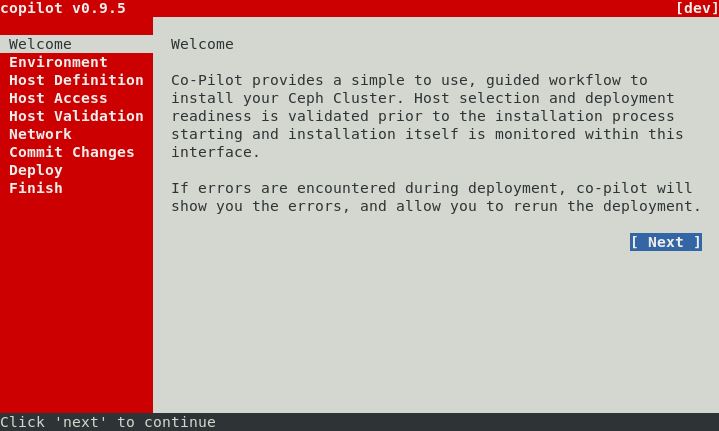 copilot v0.9.5 [dev]
Welcome
Environment
Host Definition
Host Access
Host Validation
Network
Commit Changes
Deploy
Finish
Welcome
Co-Pilot provides a simple to use, guided workflow to
install your Ceph Cluster. Host selection and deployment
readiness is validated prior to the installation process
starting and installation itself is monitored within this
interface.
If errors are encountered during deployment, co-pilot will
show you the errors, and allow you to rerun the deployment.
[ Next ]
Click 'next' to continue